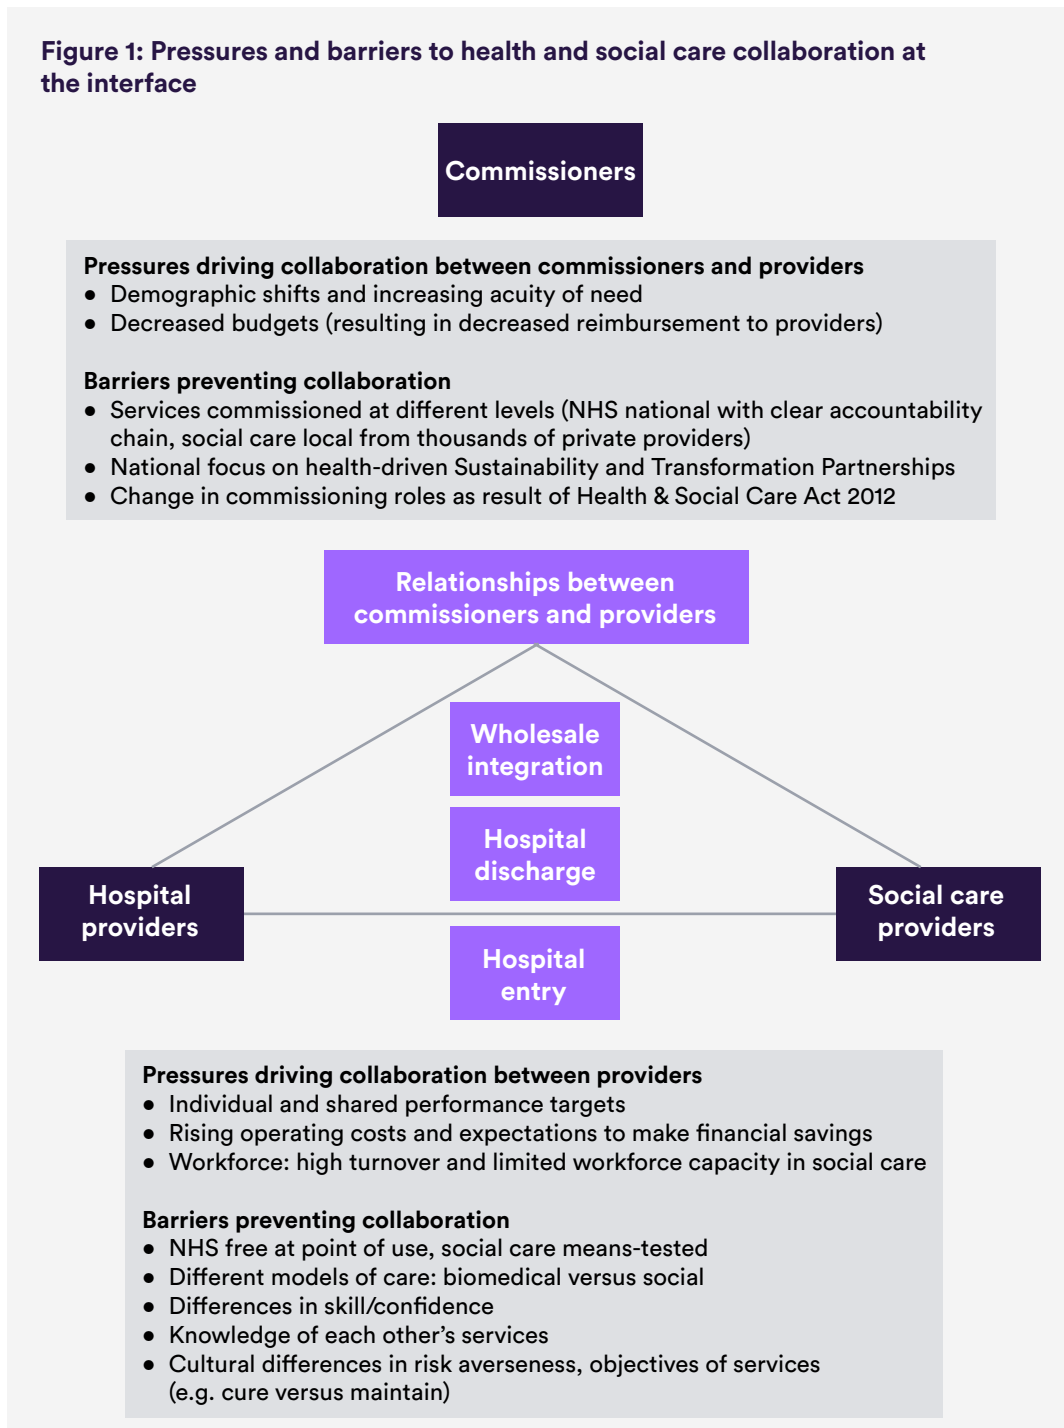 Figure 1: Pressures and barriers to health and social care collaboration at
the interface
Commissioners
Pressures driving collaboration between commissioners and providers
● Demographic shifts and increasing acuity of need
● Decreased budgets (resulting in decreased reimbursement to providers)
Barriers preventing collaboration
● Services commissioned at different levels (NHS national with clear accountability
chain, social care local from thousands of private providers)
● National focus on health-driven Sustainability and Transformation Partnerships
● Change in commissioning roles as result of Health & Social Care Act 2012
Relationships between
commissioners and providers
Wholesale
integration
Hospital
discharge
Hospital
providers
Social care
providers
Hospital
entry
Pressures driving collaboration between providers
● Individual and shared performance targets
● Rising operating costs and expectations to make financial savings
● Workforce: high turnover and limited workforce capacity in social care
Barriers preventing collaboration
● NHS free at point of use, social care means-tested
● Different models of care: biomedical versus social
● Differences in skill/confidence
● Knowledge of each other’s services
● Cultural differences in risk averseness, objectives of services
(e.g. cure versus maintain)